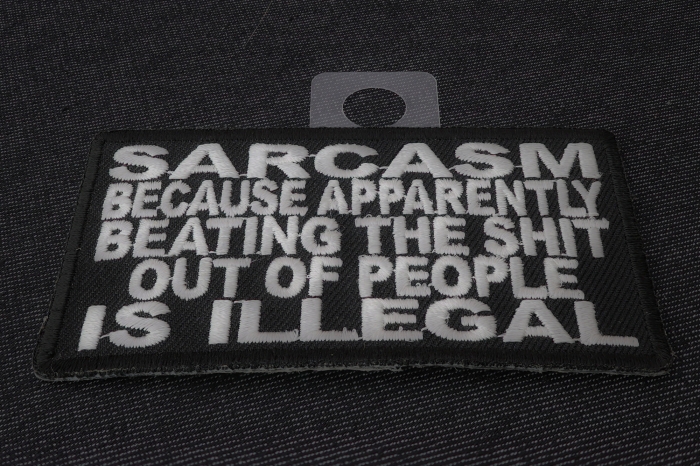 SARCASM
BECAUSE APPARENTLY
BEATING THE SHIT
OUT OF PEOPLE
IS ILLEGAL